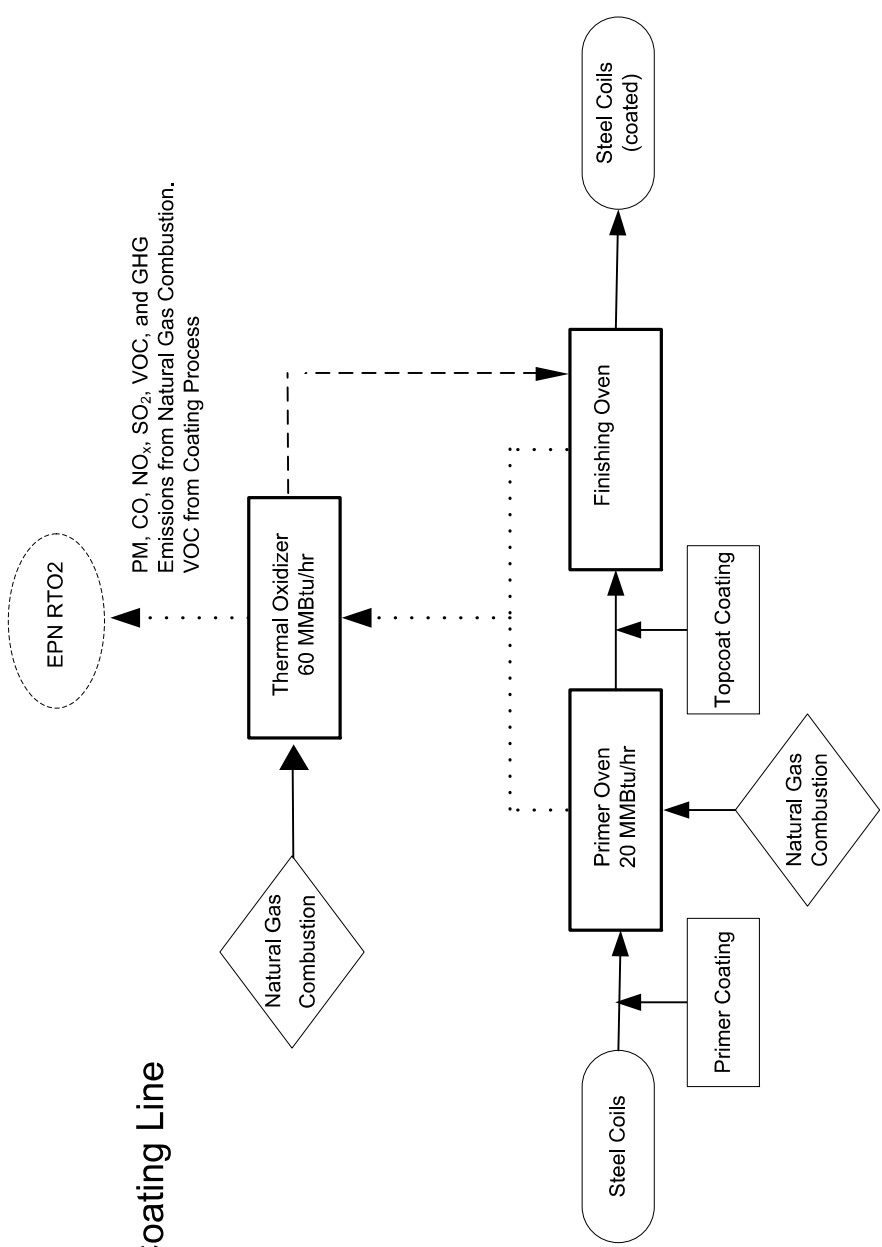 EPN RTO2
Coating Line
PM, CO, NOₓ, SO₂, VOC, and GHG
Emissions from Natural Gas Combustion.
VOC from Coating Process
Natural Gas
Combustion
Thermal Oxidizer
60 MMBtu/hr
Steel Coils
Primer Oven
20 MMBtu/hr
Finishing Oven
Steel Coils
(coated)
Primer Coating
Topcoat Coating
Natural Gas
Combustion